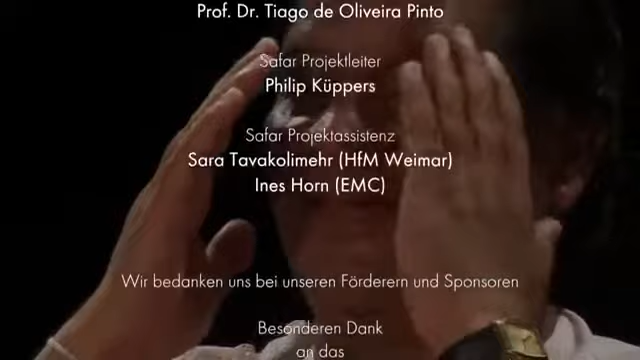 Prof. Dr. Tiago de Oliveira Pinto
Safar Projektleiter
Philip Küppers
Safar Projektassistenz
Sara Tavakolimehr (HfM Weimar)
Ines Horn (EMC)
Wir bedanken uns bei unseren Förderern und Sponsoren
Besonderen Dank
an das